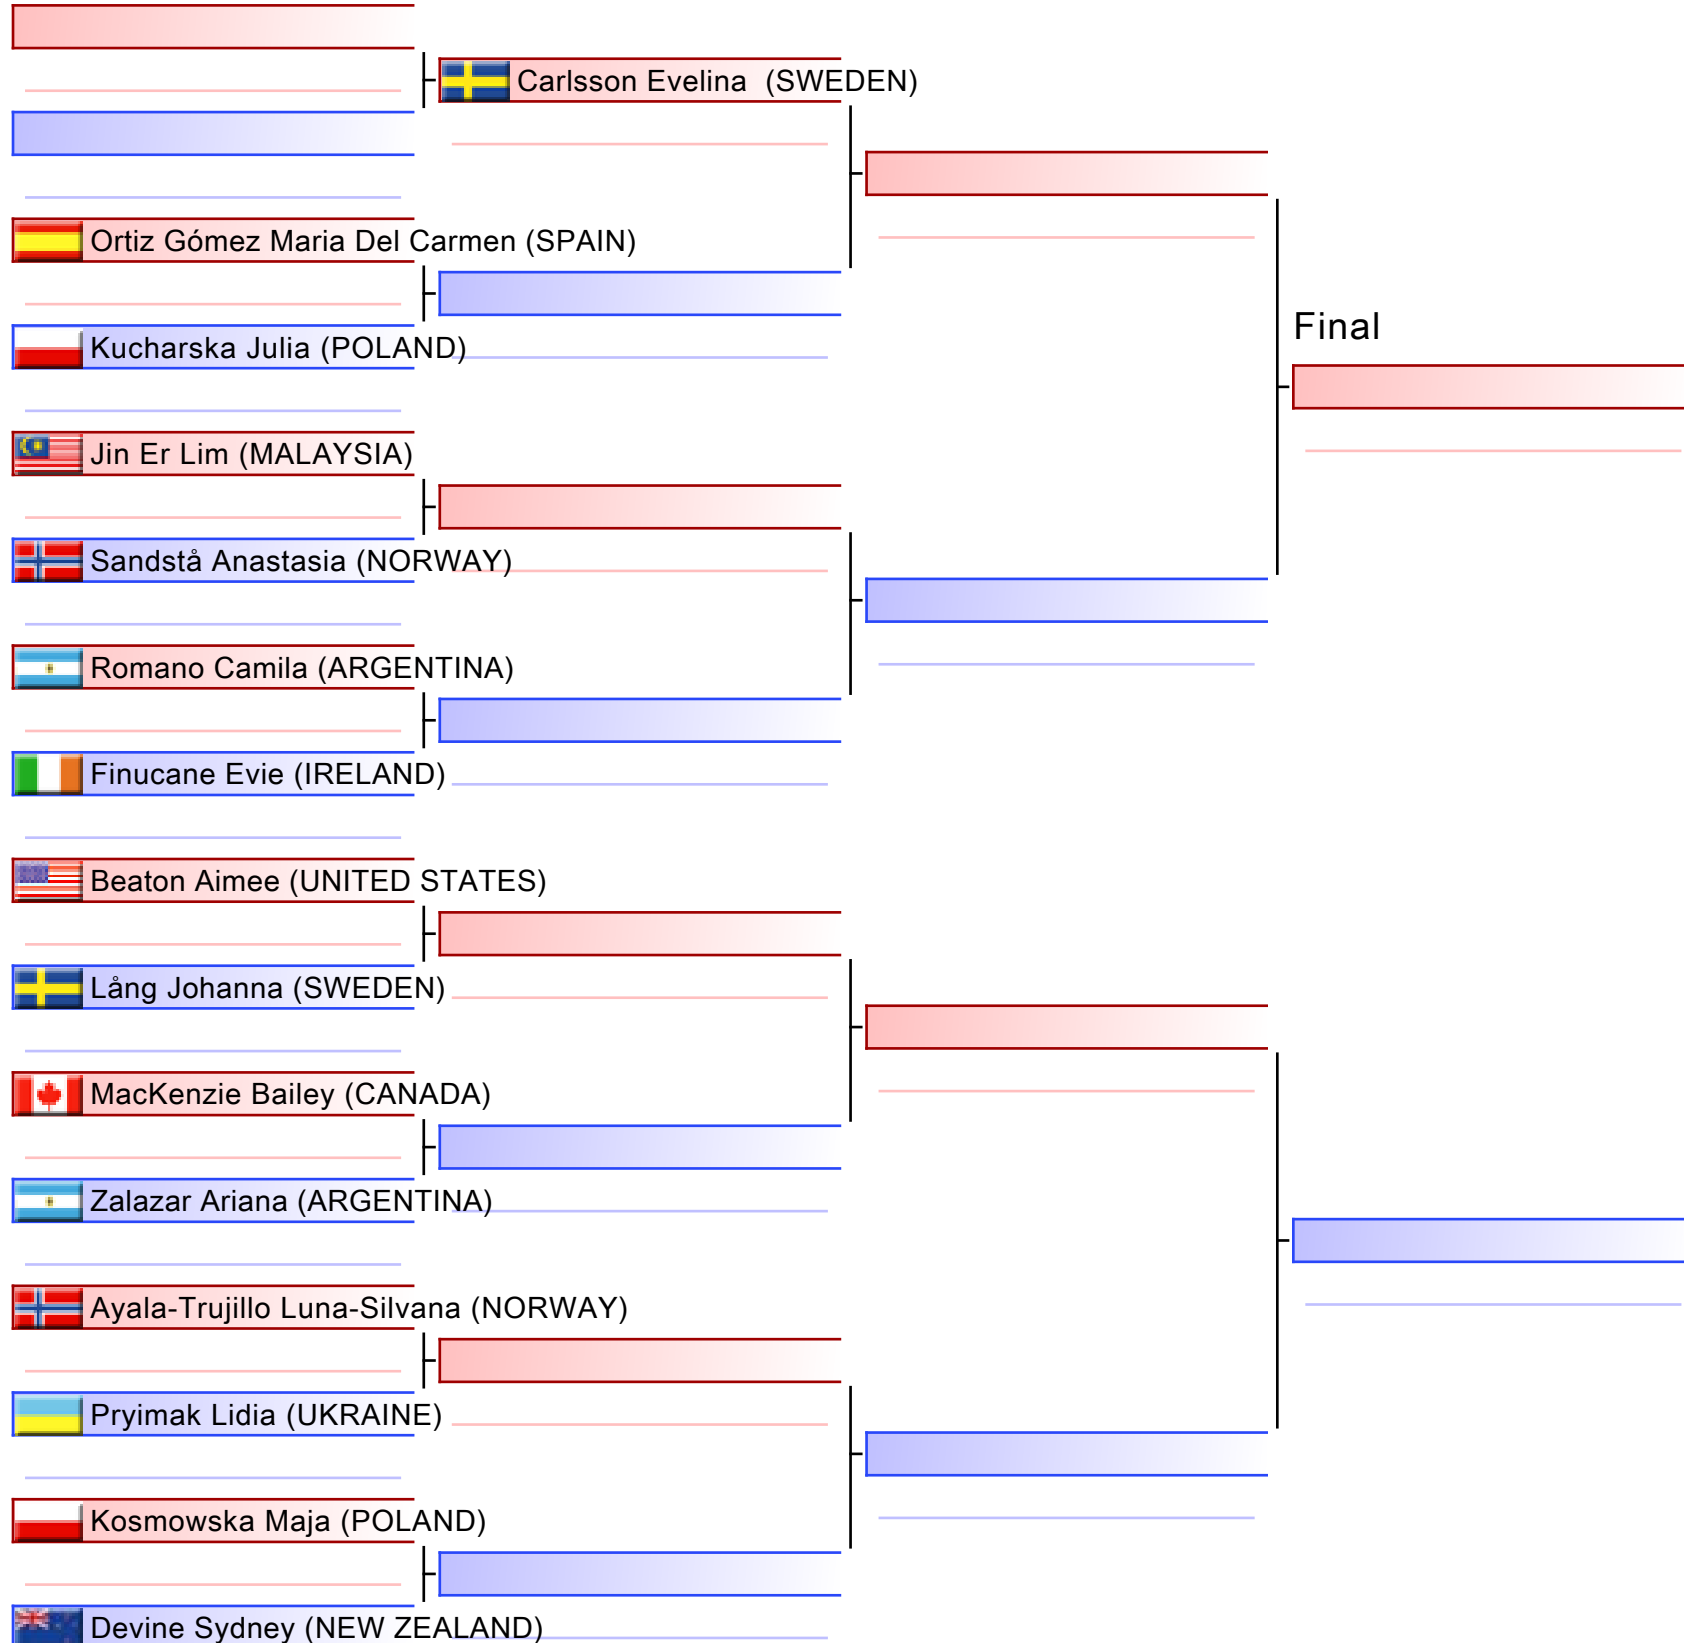 Carlsson Evelina  (SWEDEN)
Ortiz Gómez Maria Del Carmen (SPAIN)
Kucharska Julia (POLAND)
Final
Jin Er Lim (MALAYSIA)
Sandstå Anastasia (NORWAY)
Romano Camila (ARGENTINA)
Finucane Evie (IRELAND)
Beaton Aimee (UNITED STATES)
Lång Johanna (SWEDEN)
MacKenzie Bailey (CANADA)
Zalazar Ariana (ARGENTINA)
Ayala-Trujillo Luna-Silvana (NORWAY)
Pryimak Lidia (UKRAINE)
Kosmowska Maja (POLAND)
Devine Sydney (NEW ZEALAND)